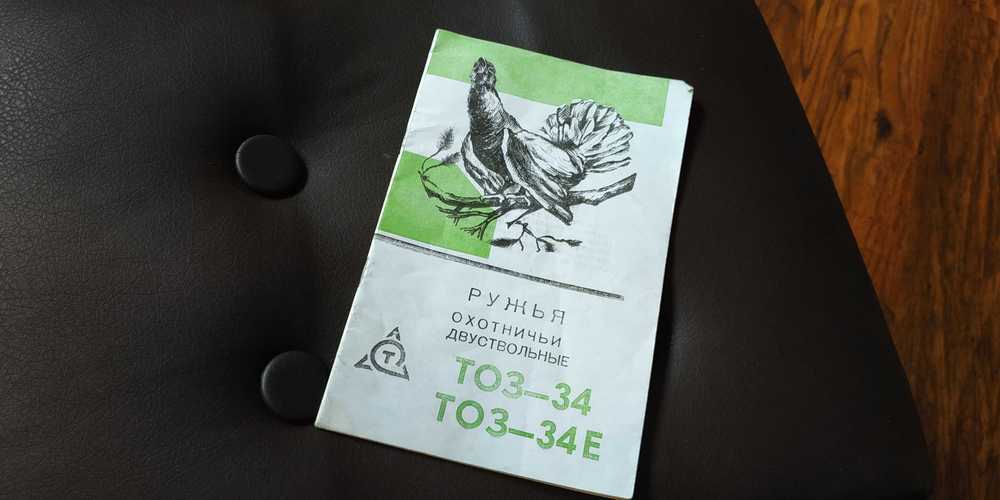 РУЖЬЯ
ОХОТНИЧЬИ
ДВУСТВОЛЬНЫЕ
Т
ТОЗ—34
ТОЗ—34Е